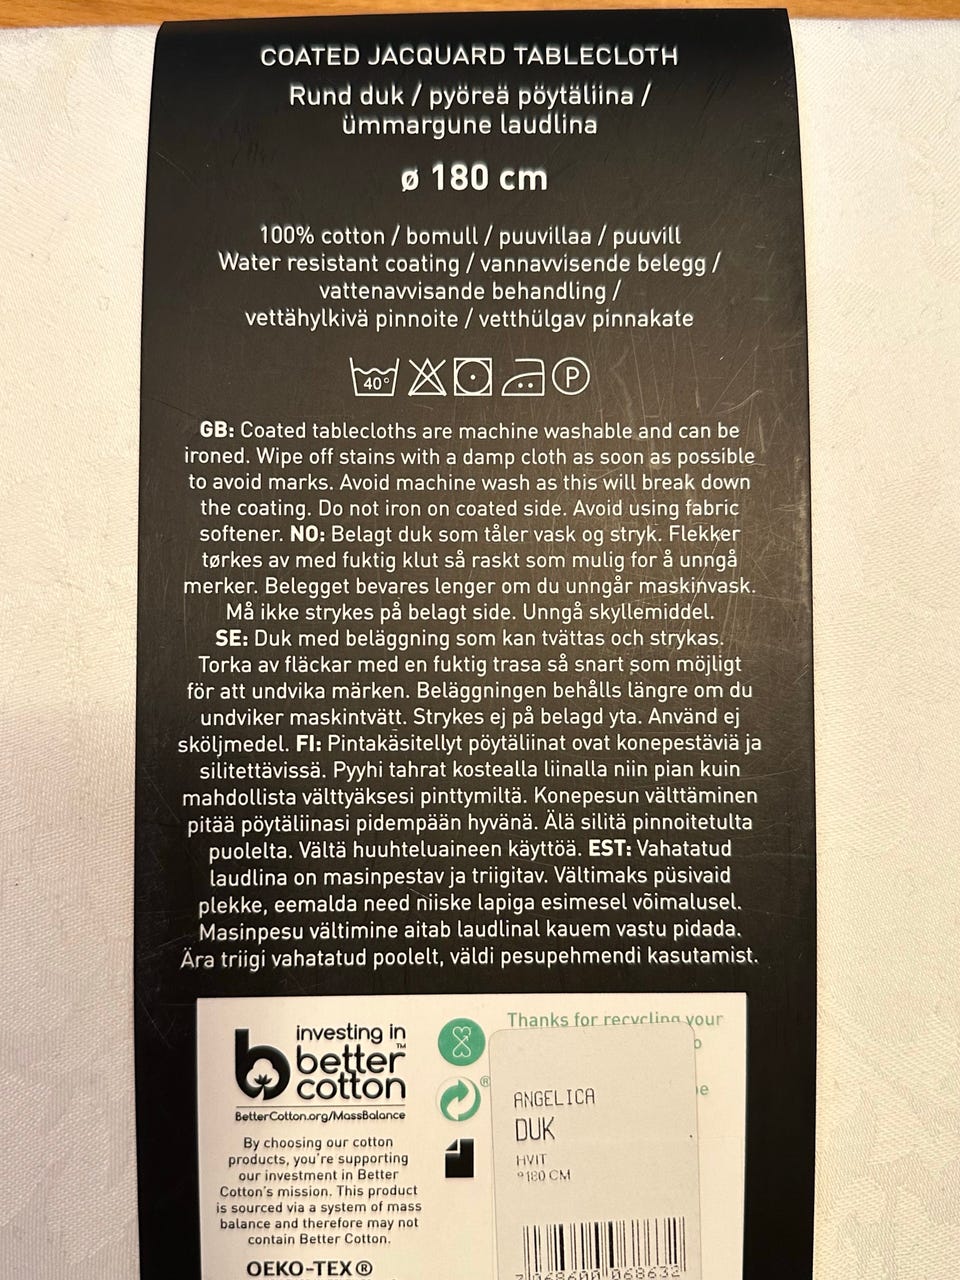 COATED JACQUARD TABLECLOTH
Rund duk / pyöreä pöytäliina /
ümmargune laudlina
ø 180 cm
100% cotton / bomull / puuvillaa / puuvill
Water resistant coating / vannavvisende belegg /
vattenavvisande behandling /
vettähylkivä pinnoite / vetthülgav pinnakate
40°
P
GB: Coated tablecloths are machine washable and can be
ironed. Wipe off stains with a damp cloth as soon as possible
to avoid marks. Avoid machine wash as this will break down
the coating. Do not iron on coated side. Avoid using fabric
softener. NO: Belagt duk som tåler vask og stryk. Flekker
tørkes av med fuktig klut så raskt som mulig for å unngå
merker. Belegget bevares lenger om du unngår maskinvask.
Må ikke strykes på belagt side. Unngå skyllemiddel.
SE: Duk med beläggning som kan tvättas och strykas.
Torka av fläckar med en fuktig trasa så snart som möjligt
för att undvika märken. Beläggningen behålls längre om du
undviker maskintvätt. Strykes ej på belagd yta. Använd ej
sköljmedel. FI: Pintakäsitellyt pöytäliinat ovat konepestäviä ja
silitettävissä. Pyyhi tahrat kostealla liinalla niin pian kuin
mahdollista välttyäksesi pinttymiltä. Konepesun välttäminen
pitää pöytäliinasi pidempään hyvänä. Älä silitä pinnoitetulta
puolelta. Vältä huuhteluaineen käyttöä. EST: Vahatatud
laudlina on masinpestav ja triigitav. Vältimaks püsivaid
plekke, eemalda need niiske lapiga esimesel võimalusel.
Masinpesu vältimine aitab laudlinal kauem vastu pidada.
Ära triigi vahatatud poolelt, väldi pesupehmendi kasutamist.
investing in
better™
cotton
BetterCotton.org/MassBalance
By choosing our cotton
products, you're supporting
our investment in Better
Cotton's mission. This product
is sourced via a system of mass
balance and therefore may not
contain Better Cotton.
OEKO-TEX®
Thanks for recycling your
®
ANGELICA
DUK
HVIT
°180 CM
7 068600 068632